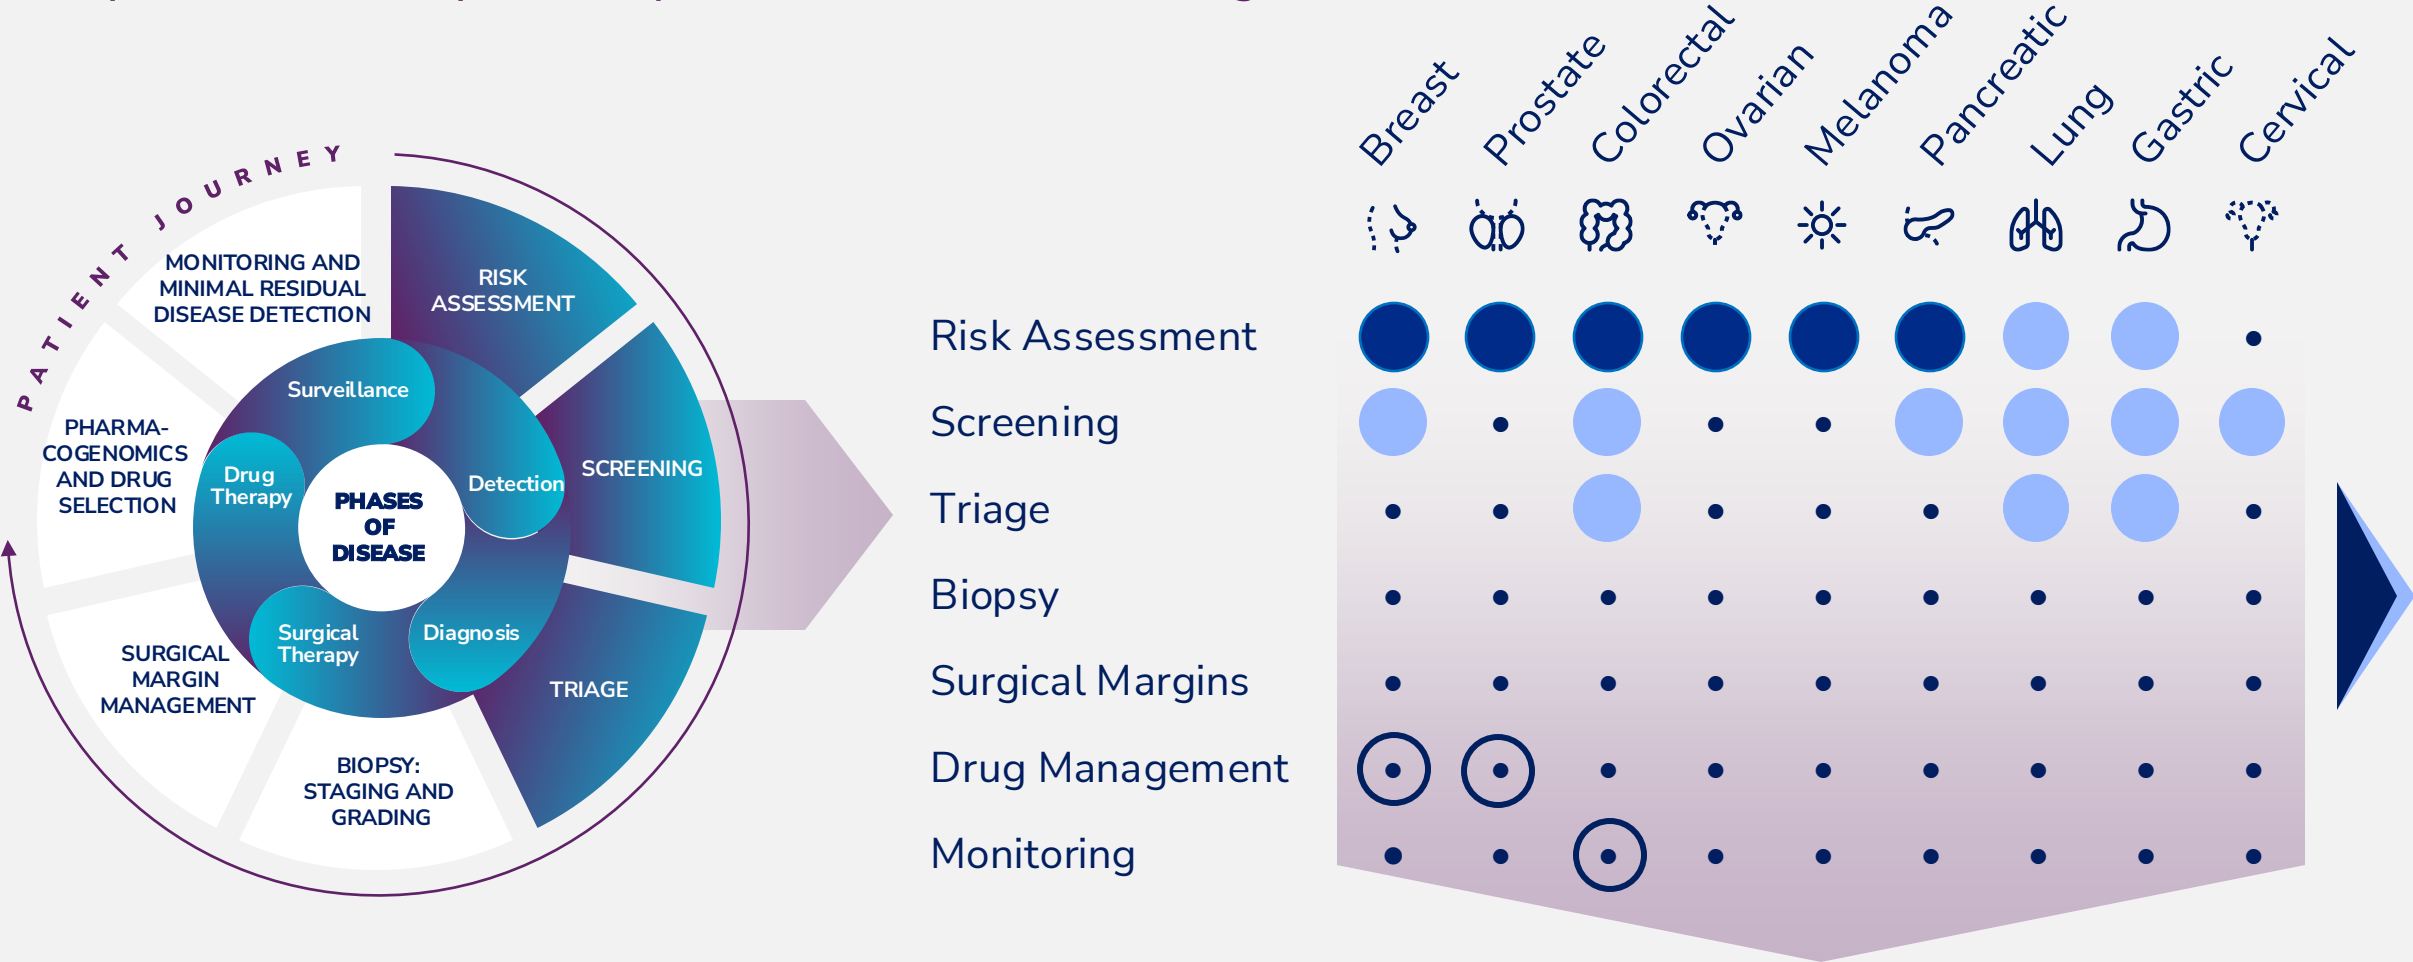 PATIENT JOURNEY
MONITORING AND
MINIMAL RESIDUAL
DISEASE DETECTION
RISK
ASSESSMENT
SCREENING
TRIAGE
BIOPSY:
STAGING AND
GRADING
SURGICAL
MARGIN
MANAGEMENT
PHARMA-
COGENOMICS
AND DRUG
SELECTION
Surveillance
Detection
Diagnosis
Surgical
Therapy
Drug
Therapy
PHASES
OF
DISEASE
Breast
Prostate
Colorectal
Ovarian
Melanoma
Pancreatic
Lung
Gastric
Cervical
Risk Assessment
Screening
Triage
Biopsy
Surgical Margins
Drug Management
Monitoring